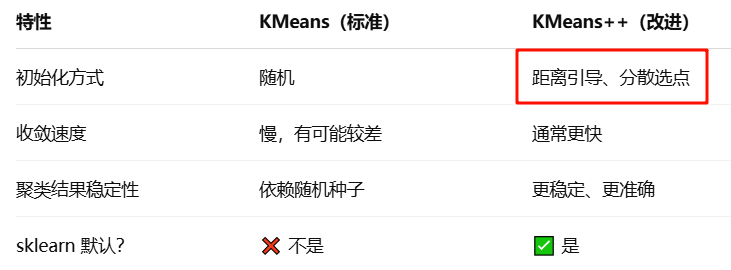 特性 KMeans（标准） KMeans++（改进）
初始化方式 随机 距离引导、分散选点
收敛速度 慢，有可能较差 通常更快
聚类结果稳定性 依赖随机种子 更稳定、更准确
sklearn 默认? ❌ 不是 ✅ 是